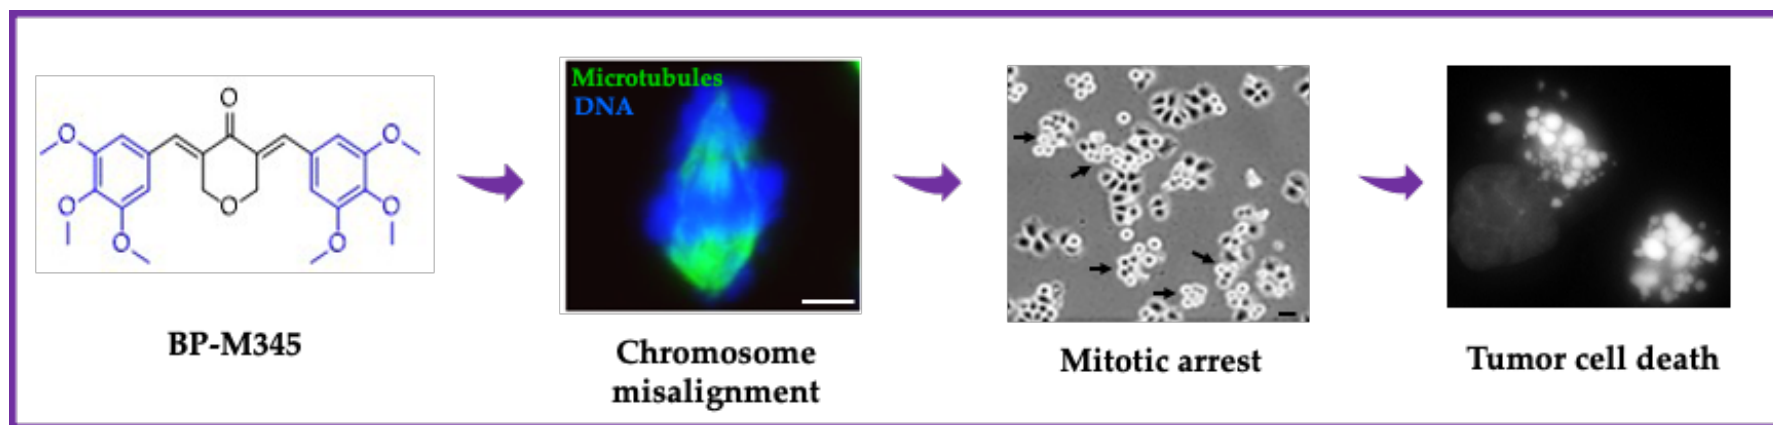 Microtubules
DNA
O
O
O
O
O
O
O
O
BP-M345
Chromosome
misalignment
Mitotic arrest
Tumor cell death